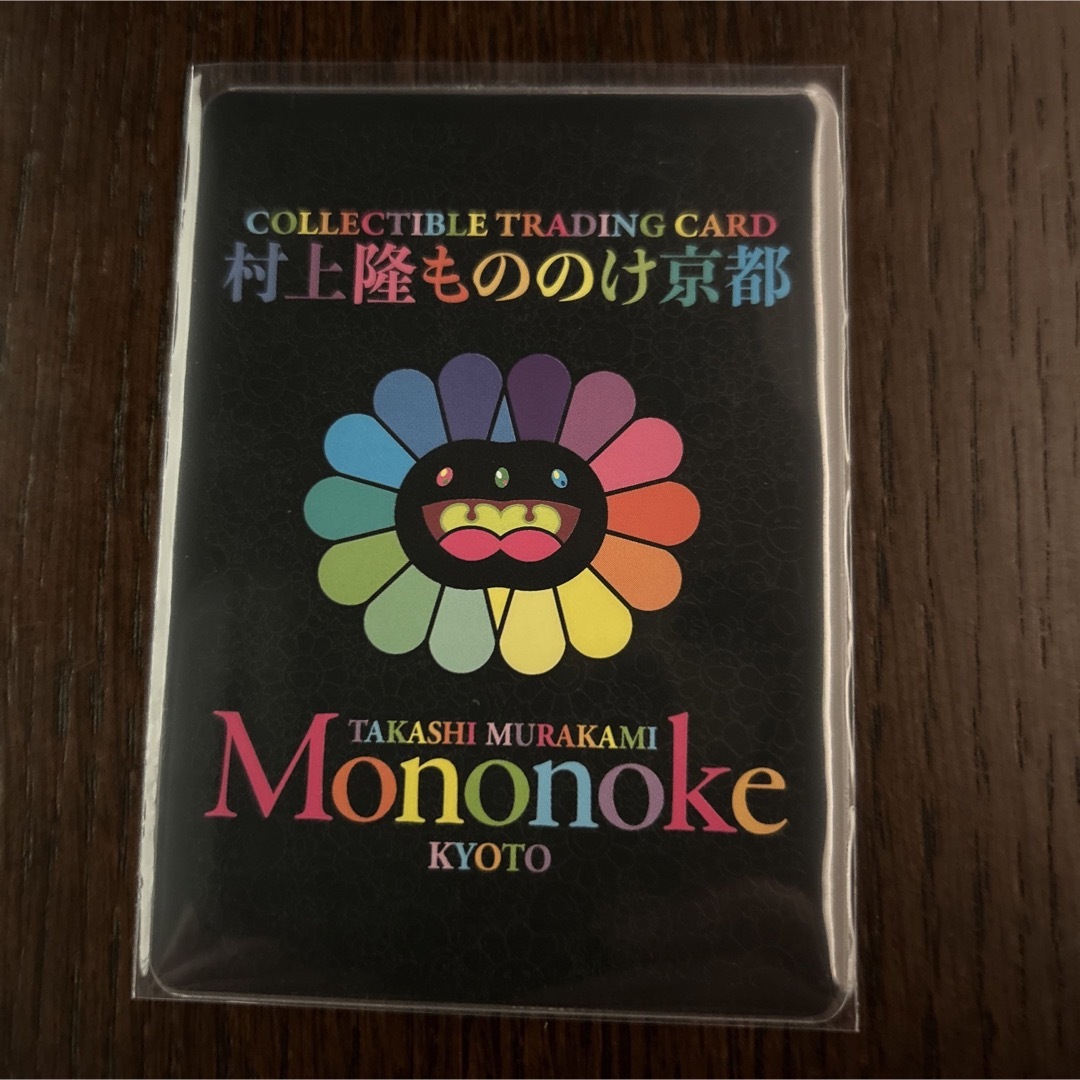 COLLECTIBLE TRADING CARD
村上隆もののけ京都
TAKASHI MURAKAMI
Mononoke
KYOTO